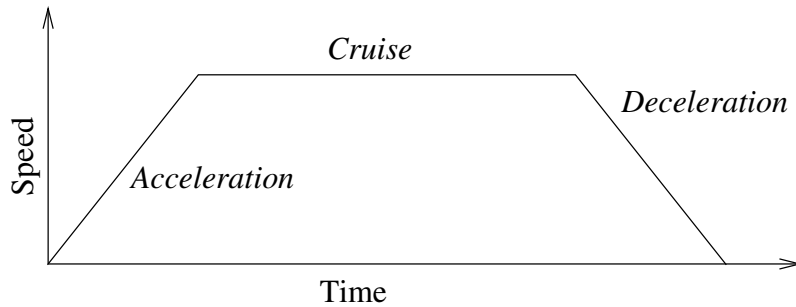 Cruise
Deceleration
Speed
Acceleration
Time